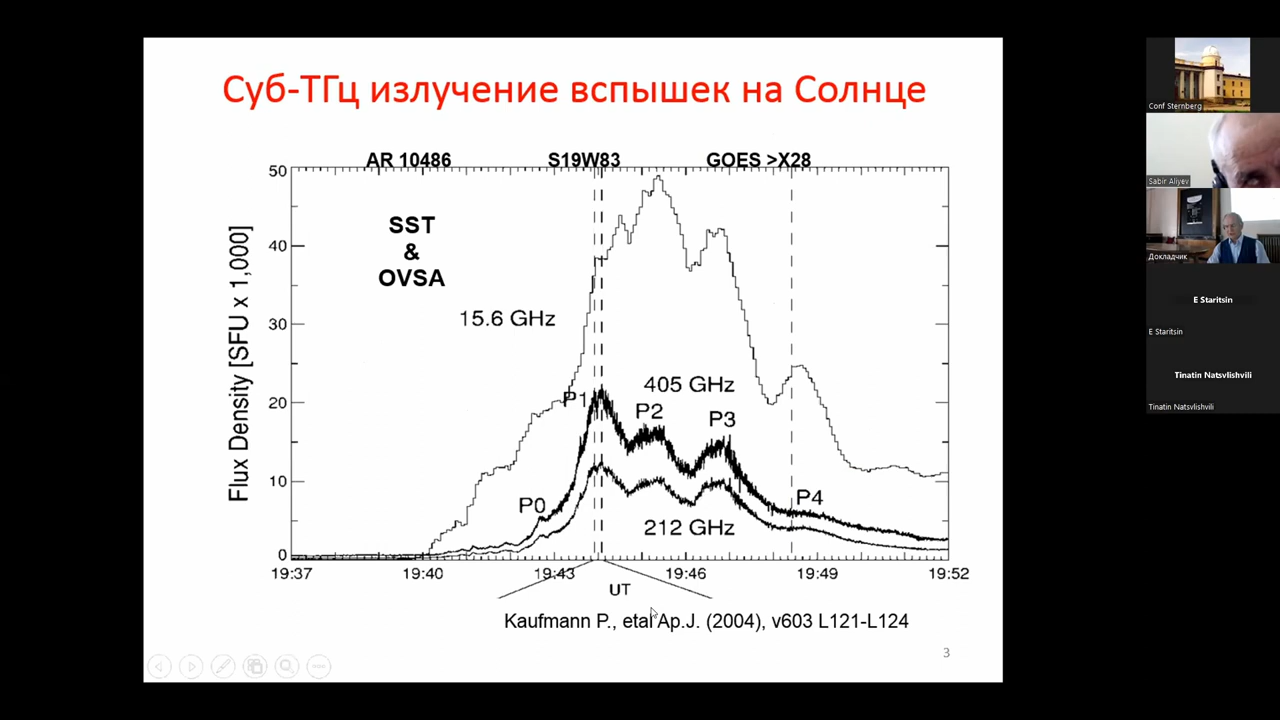 Суб-ТГц излучение вспышек на Солнце
AR 10486 S19W83 GOES >X28
50
40
30
20
10
0
Flux Density [SFU x 1,000]
SST
&
OVSA
15.6 GHz
405 GHz
P1
P2
P3
P0
P4
212 GHz
19:37 19:40 19:43 19:46 19:49 19:52
UT
Kaufmann P., etal Ap.J. (2004), v603 L121-L124
3
Conf Sternberg
Sabir Aliyev
Докладчик
E Staritsin
E Staritsin
Tinatin Natsvlishvili
Tinatin Natsvlishvili